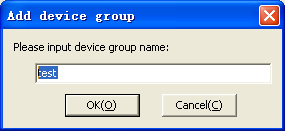 Add device group
Please input device group name:
test
OK(O) Cancel(C)